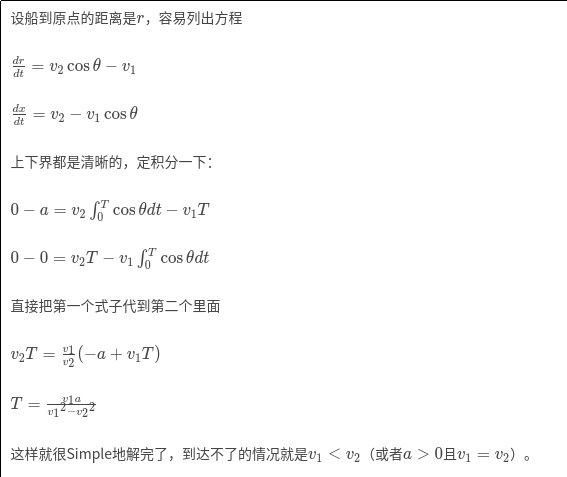 设船到原点的距离是r，容易列出方程
$\frac{dr}{dt} = v_2 \cos\theta - v_1$
$\frac{dx}{dt} = v_2 - v_1 \cos\theta$
上下界都是清晰的，定积分一下：
$0 - a = v_2 \int_0^T \cos\theta dt - v_1 T$
$0 - 0 = v_2 T - v_1 \int_0^T \cos\theta dt$
直接把第一个式子代到第二个里面
$v_2 T = \frac{v1}{v2}(-a + v_1 T)$
$T = \frac{v1a}{v1^2 - v2^2}$
这样就很Simple地解完了，到达不了的情况就是$v_1 < v_2$（或者$a > 0$且$v_1 = v_2$）。